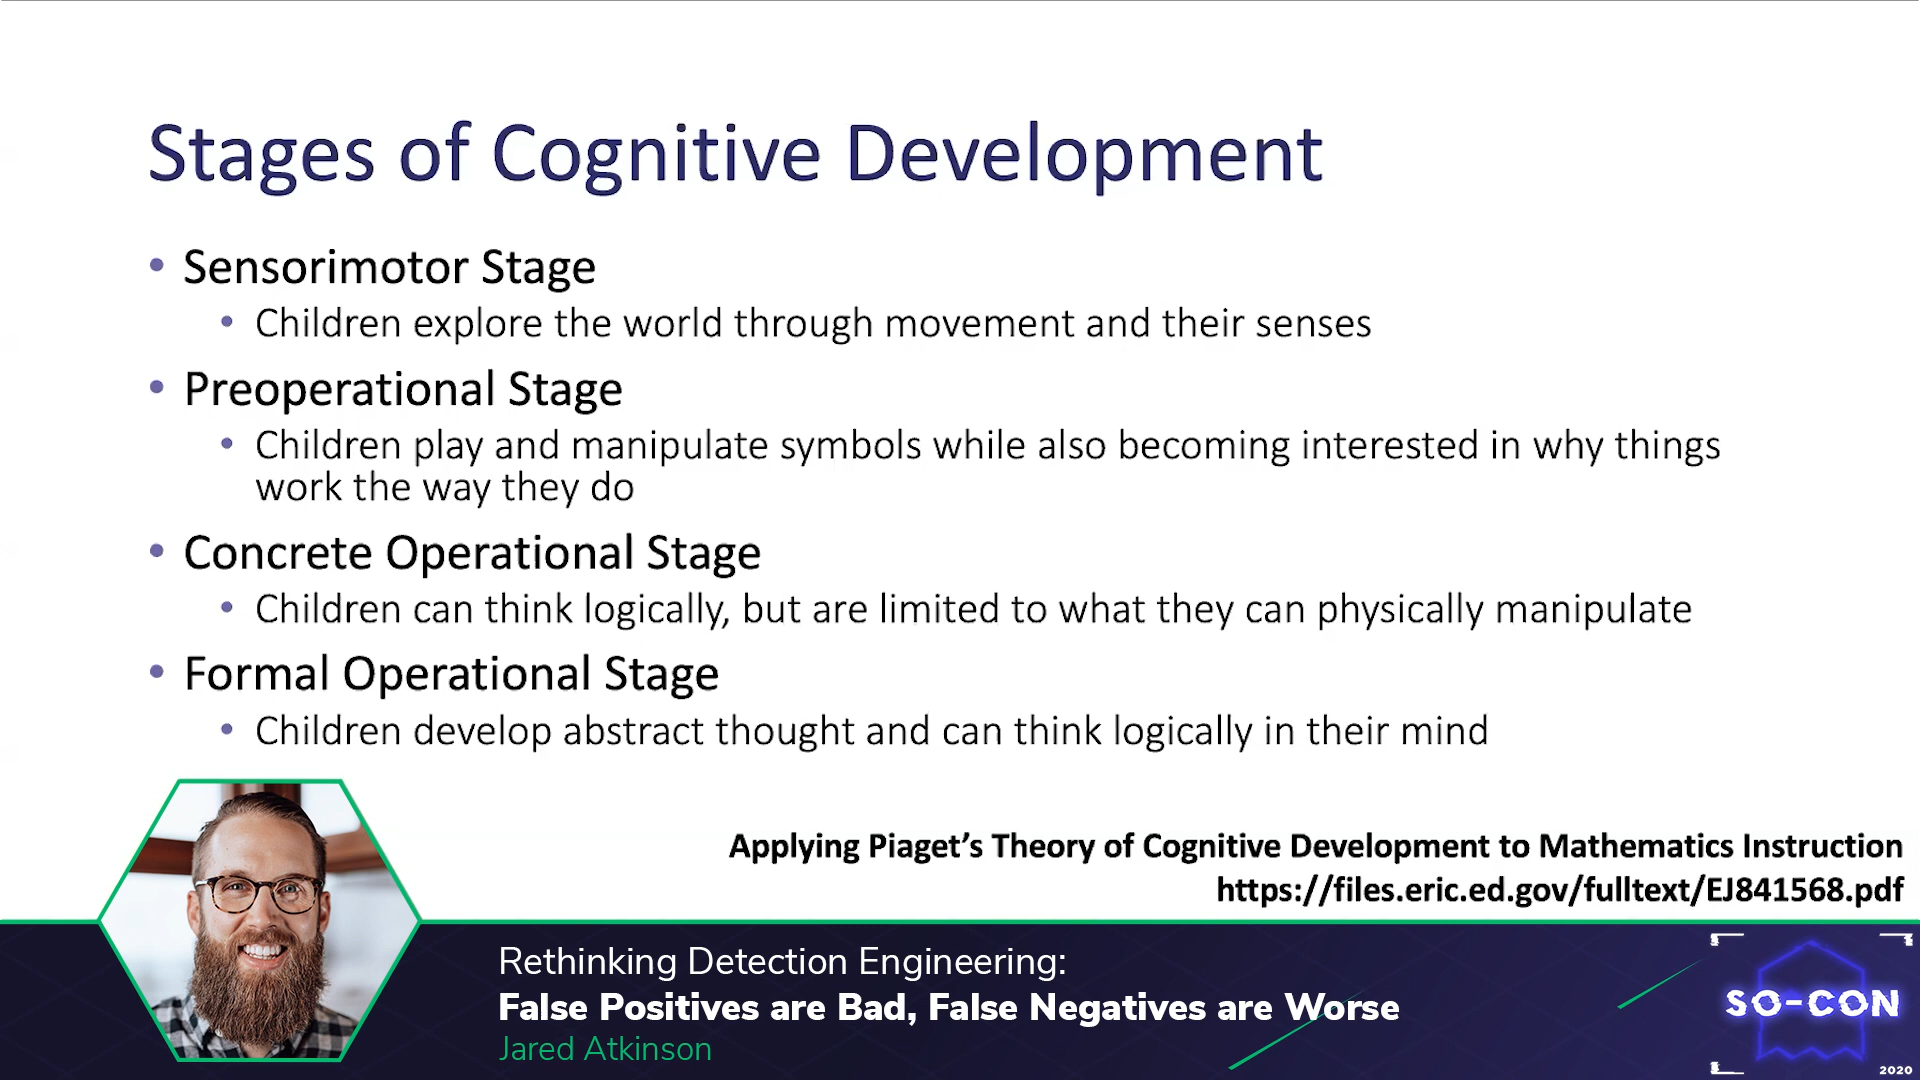 Stages of Cognitive Development
• Sensorimotor Stage
• Children explore the world through movement and their senses
• Preoperational Stage
• Children play and manipulate symbols while also becoming interested in why things
work the way they do
• Concrete Operational Stage
• Children can think logically, but are limited to what they can physically manipulate
• Formal Operational Stage
• Children develop abstract thought and can think logically in their mind
Applying Piaget’s Theory of Cognitive Development to Mathematics Instruction
https://files.eric.ed.gov/fulltext/EJ841568.pdf
Rethinking Detection Engineering:
False Positives are Bad, False Negatives are Worse
Jared Atkinson
SO-CON
2020